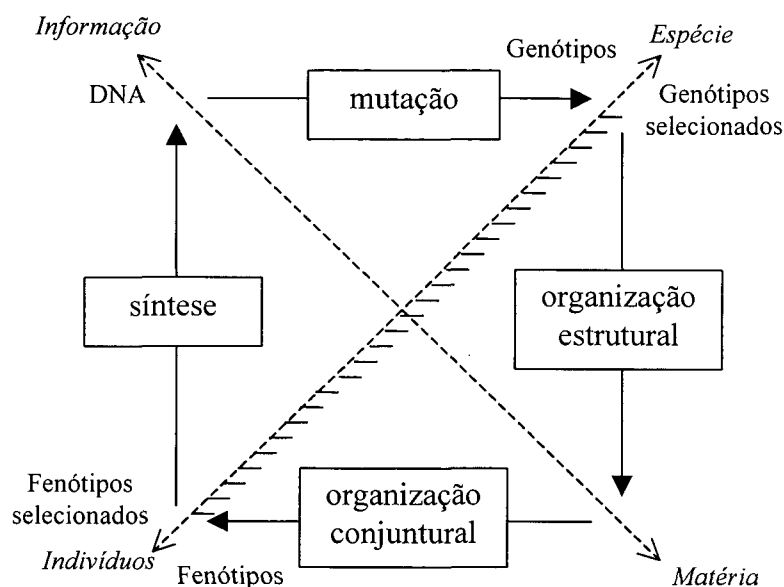 Informação
Espécie
Genótipos
DNA
mutação
Genótipos
selecionados
síntese
organização
estrutural
Fenótipos
selecionados
organização
conjuntural
Indivíduos
Fenótipos
Matéria